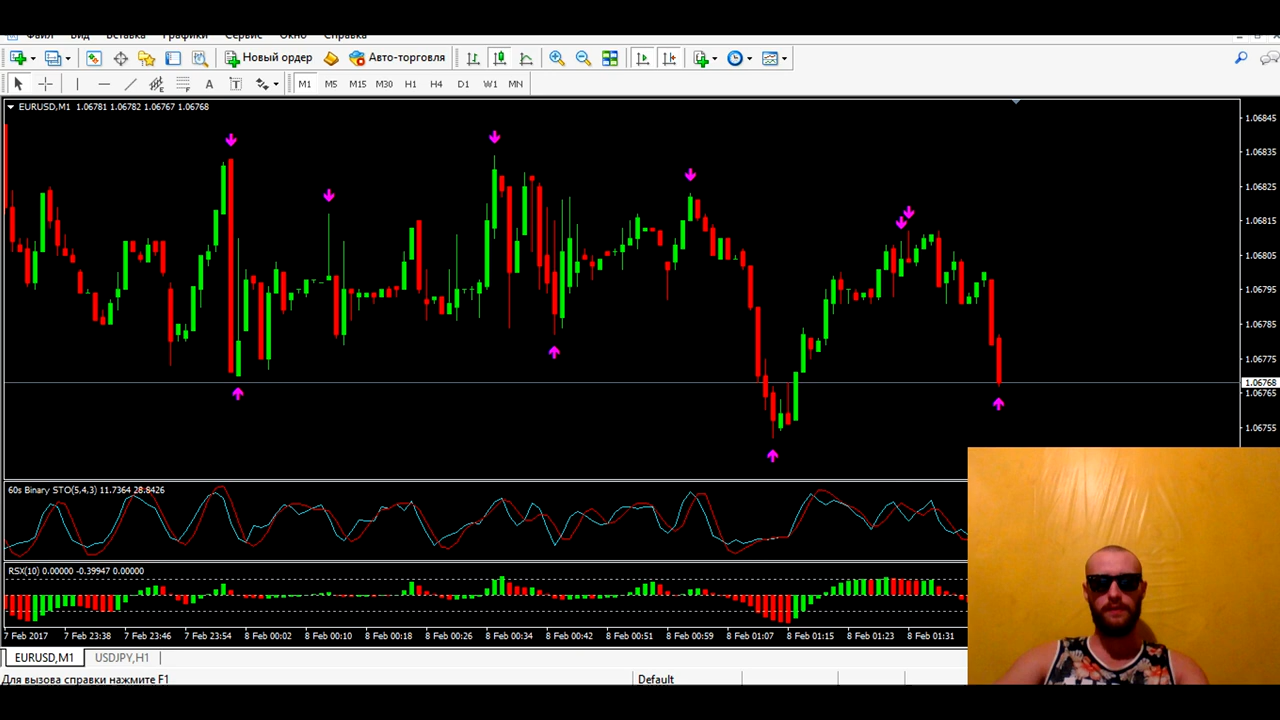 Файл Вид Вставка Графики Сервис Окно Справка
Новый ордер Авто-торговля
A T M1 M5 M15 M30 H1 H4 D1 W1 MN
EURUSD,M1 1.06781 1.06782 1.06767 1.06768
1.06845
1.06835
1.06825
1.06815
1.06805
1.06795
1.06785
1.06775
1.06768
1.06765
1.06755
60s Binary STO(5,4,3) 11.7364 28.8426
RSX(10) 0.00000 -0.39947 0.00000
7 Feb 2017 7 Feb 23:38 7 Feb 23:46 7 Feb 23:54 8 Feb 00:02 8 Feb 00:10 8 Feb 00:18 8 Feb 00:26 8 Feb 00:34 8 Feb 00:42 8 Feb 00:51 8 Feb 00:59 8 Feb 01:07 8 Feb 01:15 8 Feb 01:23 8 Feb 01:31
EURUSD,M1 USDJPY,H1
Для вызова справки нажмите F1 Default